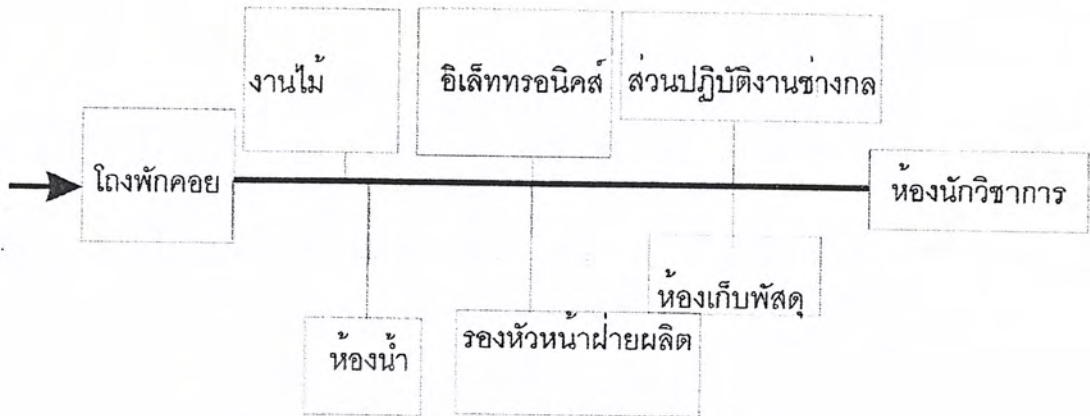 งานไม้
อิเล็ททรอนิคส์
ส่วนปฏิบัติงานช่างกล
โถงพักคอย
ห้องนักวิชาการ
ห้องเก็บพัสดุ
รองหัวหน้าฝ่ายผลิต
ห้องน้ำ